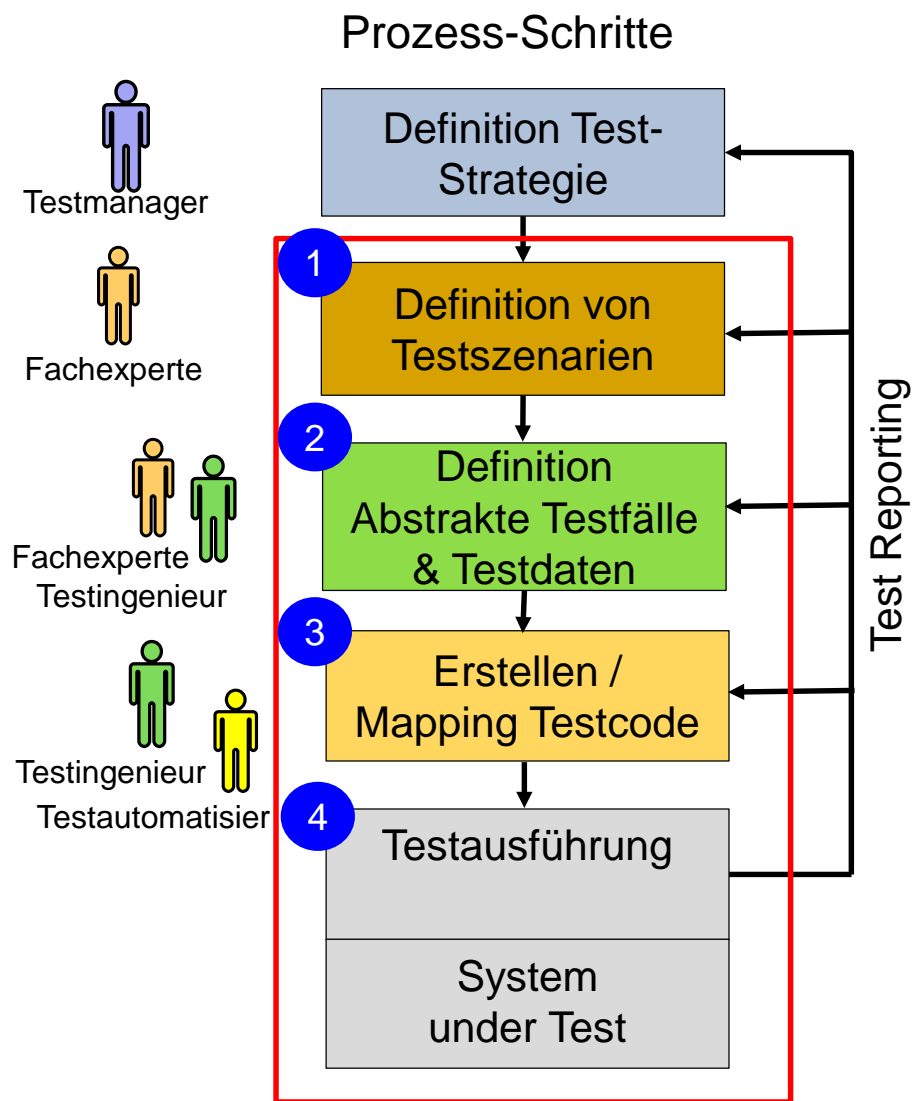 Prozess-Schritte
Testmanager
Definition Test-
Strategie
1
Fachexperte
Definition von
Testszenarien
2
Fachexperte
Testingenieur
Definition
Abstrakte Testfälle
& Testdaten
3
Testingenieur
Testautomatisier
Erstellen /
Mapping Testcode
4
Testausführung
System
under Test
Test Reporting